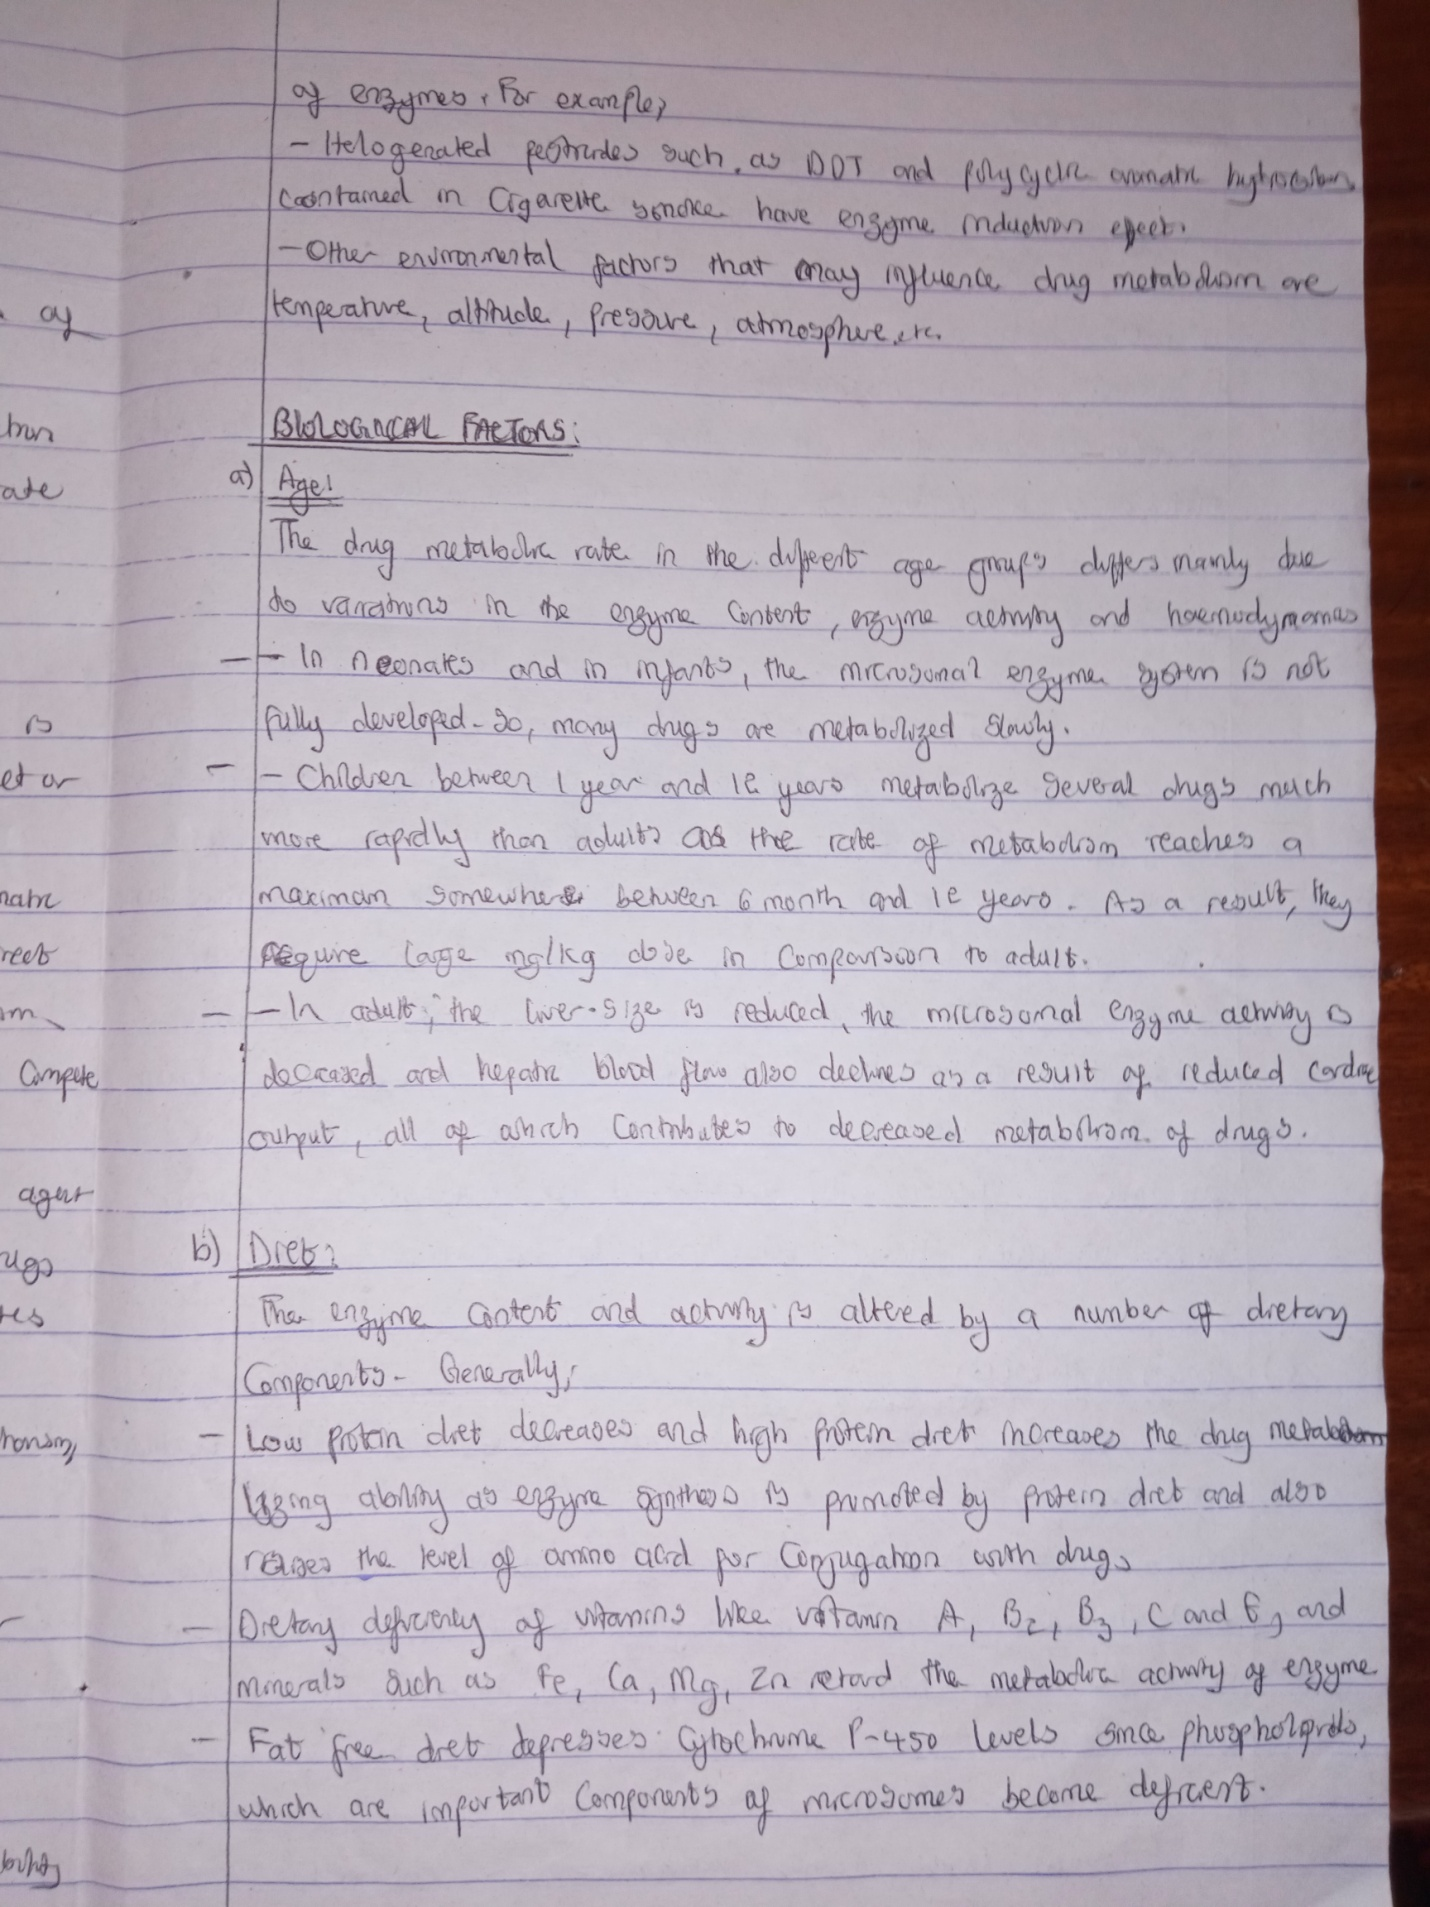 of enzymes. For example;
- Halogenated pesticides such as DDT and polycyclic aromatic hydrocarbon
contained in Cigarette smoke have enzyme induction effect.
- Other environmental factors that may influence drug metabolism are
temperature, altitude, pressure, atmosphere, etc.
BIOLOGICAL FACTORS:
a) Age:
The drug metabolic rate in the different age groups differs mainly due
to variations in the enzyme content, enzyme activity and haemodynamics
- - In neonates and in infants, the microsomal enzyme system is not
fully developed. So, many drugs are metabolized slowly.
- - Children between 1 year and 12 years metabolize several drugs much
more rapidly than adults as the rate of metabolism reaches a
maximum somewhere between 6 month and 12 years. As a result, they
require large mg/kg dose in comparison to adult.
- - In adult, the liver size is reduced, the microsomal enzyme activity is
decreased and hepatic blood flow also declines as a result of reduced cardiac
output, all of which contributes to decreased metabolism of drugs.
b) Diet:
The enzyme content and activity is altered by a number of dietary
Components. Generally;
- Low protein diet decreases and high protein diet increases the drug
ability as enzyme synthesis is promoted by protein diet and also
raises the level of amino acid for Conjugation with drugs
- Dietary deficiency of vitamins like vitamin A, B2, B3, C and E, and
minerals such as Fe, Ca, Mg, Zn retard the metabolic activity of enzyme
- Fat free diet depresses Cytochrome P-450 levels since phospholipids,
which are important components of microsomes become deficient.
of
ate
is
et or
Compete
agent
ugs